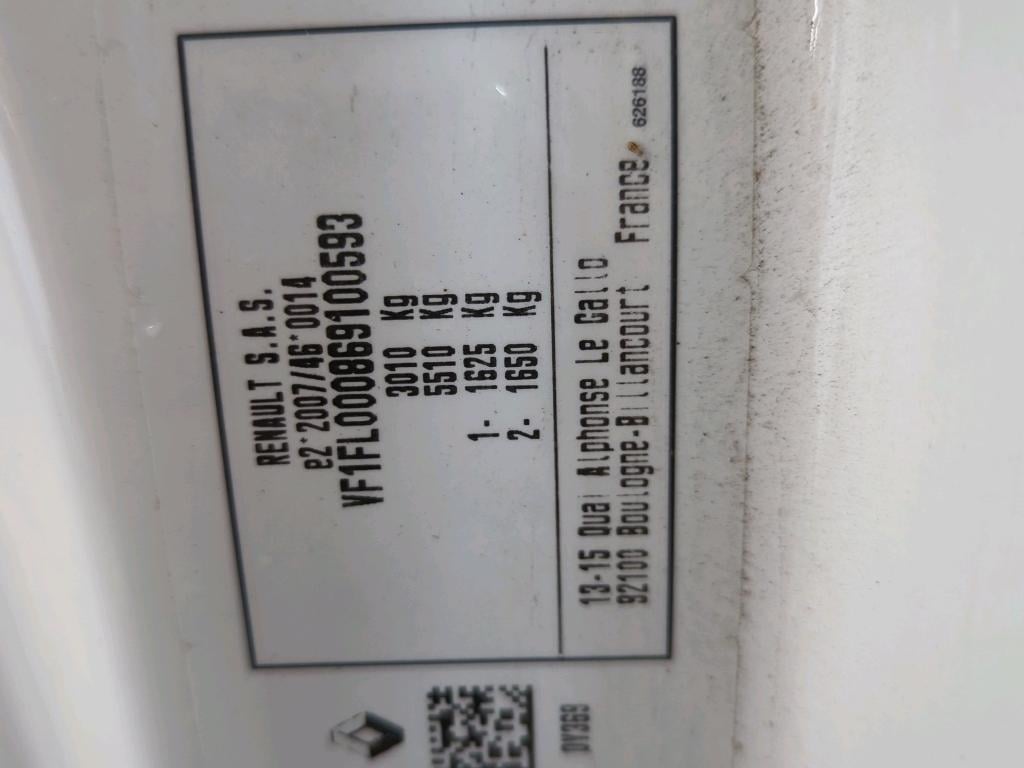 RENAULT S.A.S.
e2*2007/46*0014
VF1FL000869100593
3010 Kg
5510 Kg
1- 1625 Kg
2- 1650 Kg
13-15 Quai Alphonse Le Gallo
92100 Boulogne-Billancourt France
626188
DV369